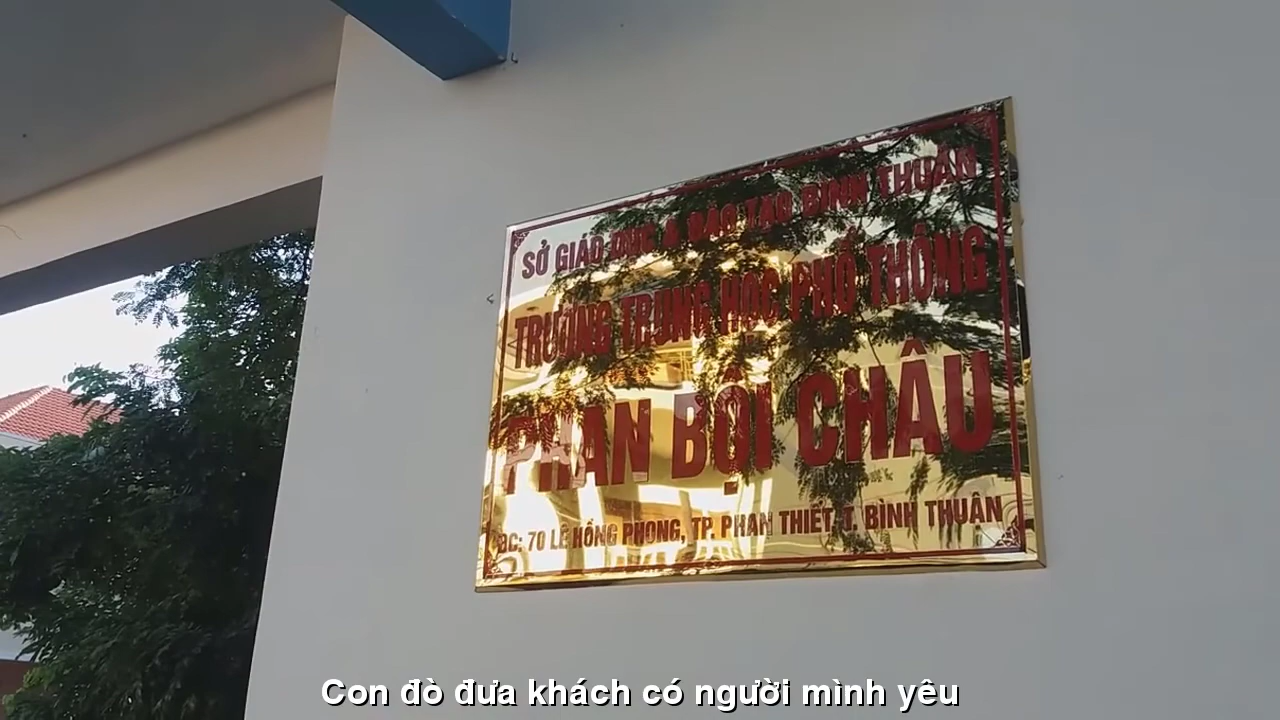 SỞ GIÁO DỤC & ĐÀO TẠO BÌNH THUẬN
TRƯỜNG TRUNG HỌC PHỔ THÔNG
PHAN BỘI CHÂU
ĐC: 70 LÊ HỒNG PHONG, TP. PHAN THIẾT, T. BÌNH THUẬN
Con đò đưa khách có người mình yêu